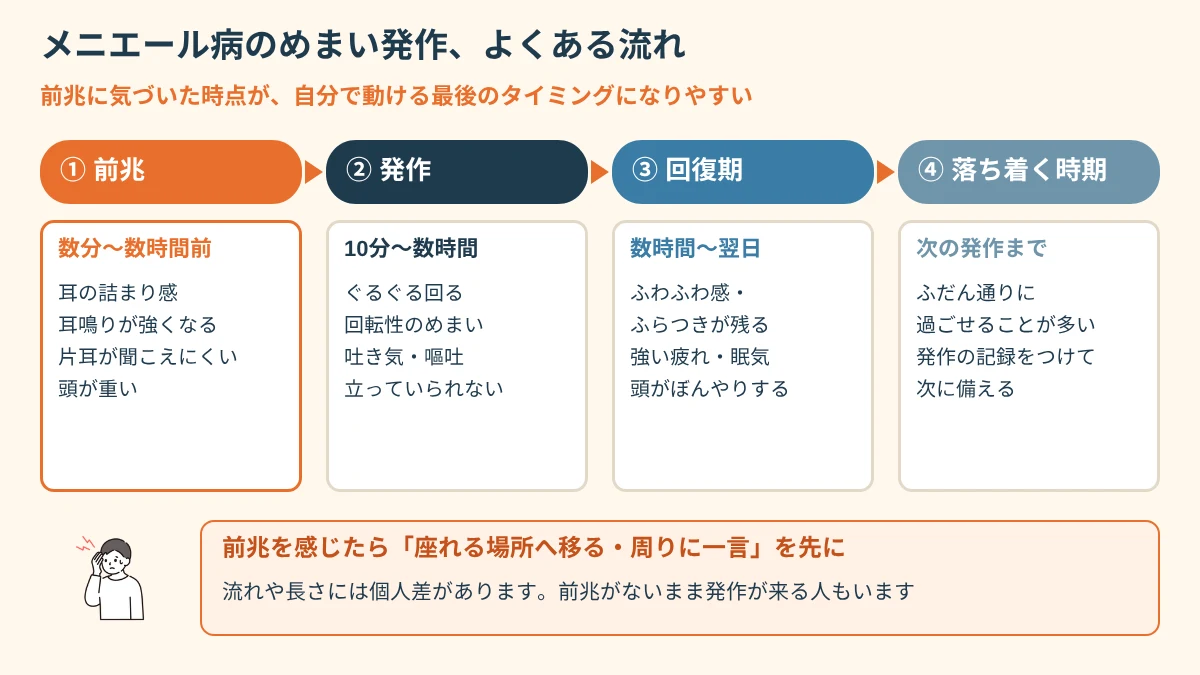 メニエール病のめまい発作、よくある流れ
前兆に気づいた時点が、自分で動ける最後のタイミングになりやすい
① 前兆
数分〜数時間前
耳の詰まり感
耳鳴りが強くなる
片耳が聞こえにくい
頭が重い
② 発作
10分〜数時間
ぐるぐる回る
回転性のめまい
吐き気・嘔吐
立っていられない
③ 回復期
数時間〜翌日
ふわふわ感・
ふらつきが残る
強い疲れ・眠気
頭がぼんやりする
④ 落ち着く時期
次の発作まで
ふだん通りに
過ごせることが多い
発作の記録をつけて
次に備える
前兆を感じたら「座れる場所へ移る・周りに一言」を先に
流れや長さには個人差があります。前兆がないまま発作が来る人もいます